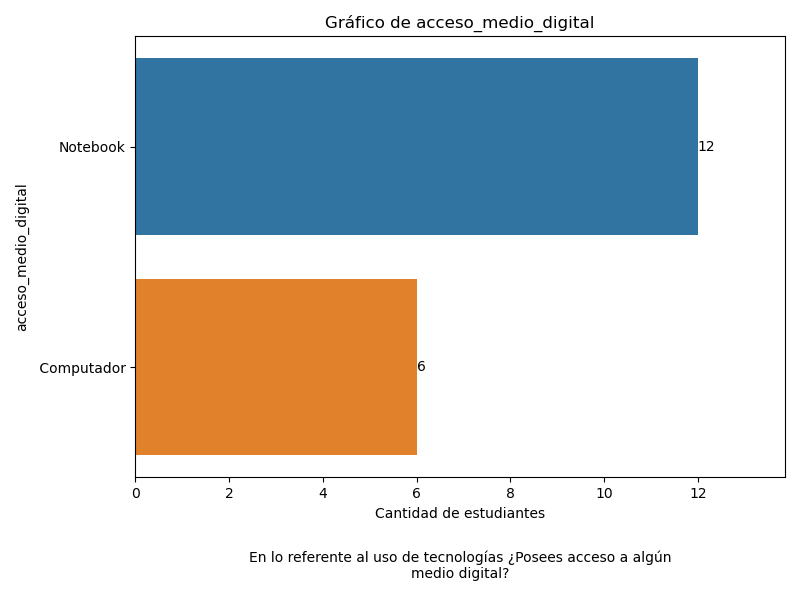 Gráfico de acceso_medio_digital
acceso_medio_digital
Notebook
12
Computador
6
0 2 4 6 8 10 12
Cantidad de estudiantes
En lo referente al uso de tecnologías ¿Posees acceso a algún
medio digital?